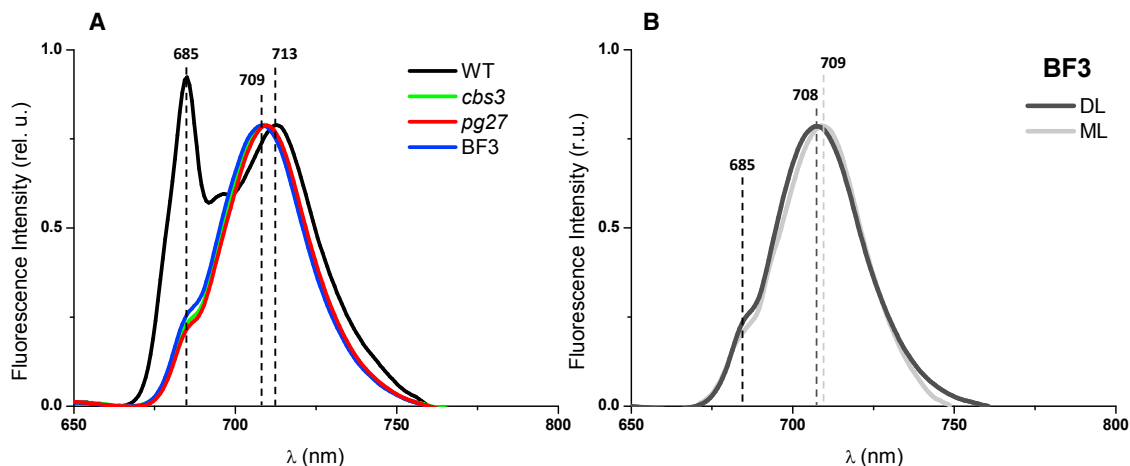 A
685
709
713
WT
cbs3
pg27
BF3
1.0
0.5
0.0
Fluorescence Intensity (rel. u.)
650
700
750
800
λ (nm)
B
709
708
685
BF3
DL
ML
1.0
0.5
0.0
Fluorescence Intensity (r.u.)
650
700
750
800
λ (nm)